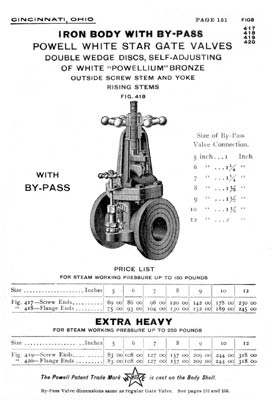 CINCINNATI, OHIO PAGE 151 FIGS
417
418
419
420
IRON BODY WITH BY-PASS
POWELL WHITE STAR GATE VALVES
DOUBLE WEDGE DISCS, SELF-ADJUSTING
OF WHITE "POWELLIUM" BRONZE
OUTSIDE SCREW STEM AND YOKE
RISING STEMS
FIG. 418
WITH
BY-PASS
Size of By-Pass
Valve Connection.
5 inch...1 Inch
6 " ...1¼ "
7 " ...1¼ "
8 " ...1½ "
9 " ...1½ "
10 " ...1½ "
12 " ...2 "
PRICE LIST
FOR STEAM WORKING PRESSURE UP TO 150 POUNDS
Size Inches 5 6 7 8 9 10 12
Fig. 417—Screw Ends 69 00 86 00 96 00 120 00 142 00 178 00 230 00
" 418—Flange Ends 75 00 95 00 104 00 130 00 152 00 189 00 245 00
EXTRA HEAVY
FOR STEAM WORKING PRESSURE UP TO 250 POUNDS
Size Inches 5 6 7 8 9 10 12
Fig. 419—Screw Ends 83 00 108 00 127 00 157 00 209 00 244 00 318 00
" 420—Flange Ends 83 00 108 00 127 00 157 00 209 00 244 00 318 00
The Powell Patent Trade Mark is cast on the Body Shell.
By-Pass Valve dimensions same as regular Gate Valve. See pages 152 and 153.